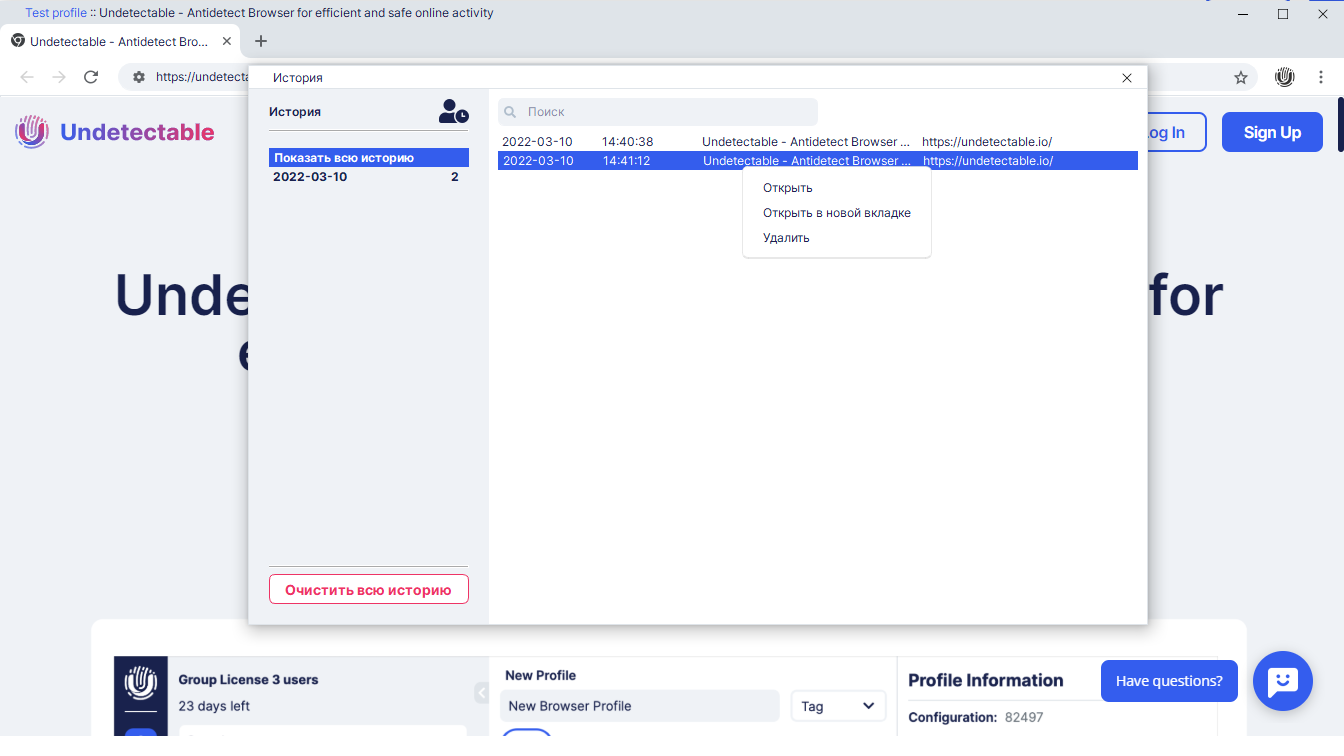 Test profile :: Undetectable - Antidetect Browser for efficient and safe online activity
Undetectable - Antidetect Bro...
https://undetecta
История
Undetectable
История
Поиск
og In
Sign Up
2022-03-10 14:40:38 Undetectable - Antidetect Browser ... https://undetectable.io/
Показать всю историю
2022-03-10 14:41:12 Undetectable - Antidetect Browser ... https://undetectable.io/
2022-03-10 2
Открыть
Открыть в новой вкладке
Удалить
Unde
for
Очистить всю историю
Group License 3 users
23 days left
New Profile
New Browser Profile
Tag
Profile Information
Configuration: 82497
Have questions?